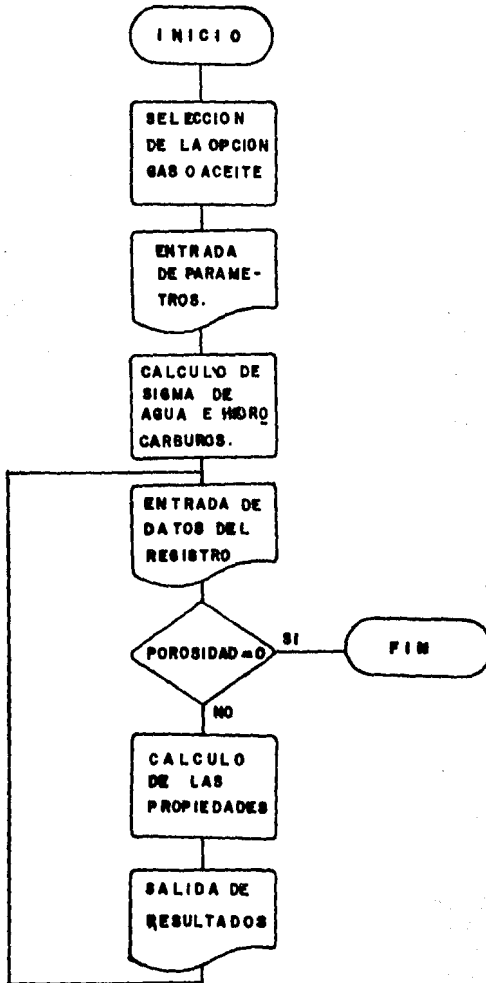 INICIO
SELECCION
DE LA OPCION
GAS O ACEITE
ENTRADA
DE PARAME-
TROS.
CALCULO DE
SIGMA DE
AGUA E HIDRO
CARBUROS.
ENTRADA DE
DATOS DEL
REGISTRO
POROSIDAD=0
SI
FIN
NO
CALCULO
DE LAS
PROPIEDADES
SALIDA DE
RESULTADOS